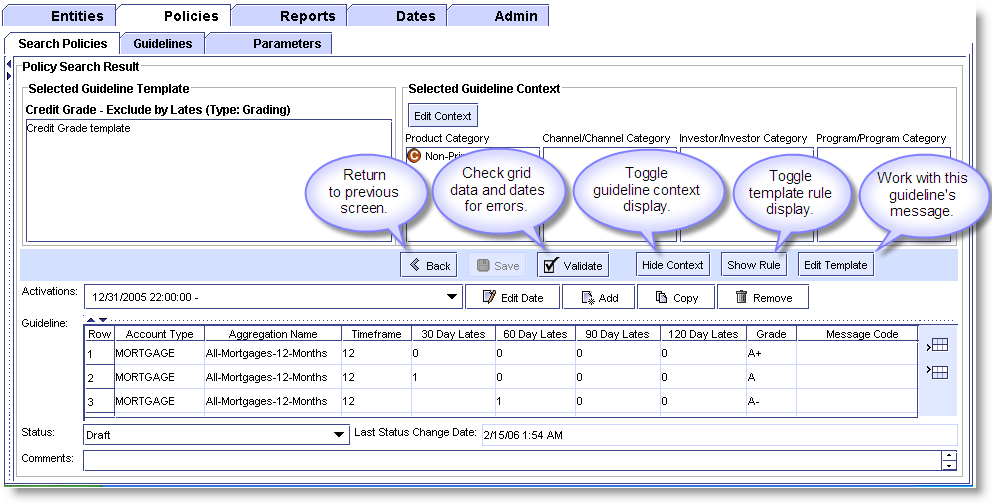 Entities Policies Reports Dates Admin
Search Policies Guidelines Parameters
Policy Search Result
Selected Guideline Template
Credit Grade - Exclude by Lates (Type: Grading)
Credit Grade template
Selected Guideline Context
Edit Context
Product Category Channel/Channel Category Investor/Investor Category Program/Program Category
C Non-Pri
Return
to previous
screen.
Check grid
data and dates
for errors.
Toggle
guideline context
display.
Toggle
template rule
display.
Work with this
guideline's
message.
Back Save Validate Hide Context Show Rule Edit Template
Activations: 12/31/2005 22:00:00 - Edit Date Add Copy Remove
Guideline:
Row Account Type Aggregation Name Timeframe 30 Day Lates 60 Day Lates 90 Day Lates 120 Day Lates Grade Message Code
1 MORTGAGE All-Mortgages-12-Months 12 0 0 0 0 A+
2 MORTGAGE All-Mortgages-12-Months 12 1 0 0 0 A
3 MORTGAGE All-Mortgages-12-Months 12 1 0 0 A-
Status: Draft Last Status Change Date: 2/15/06 1:54 AM
Comments: